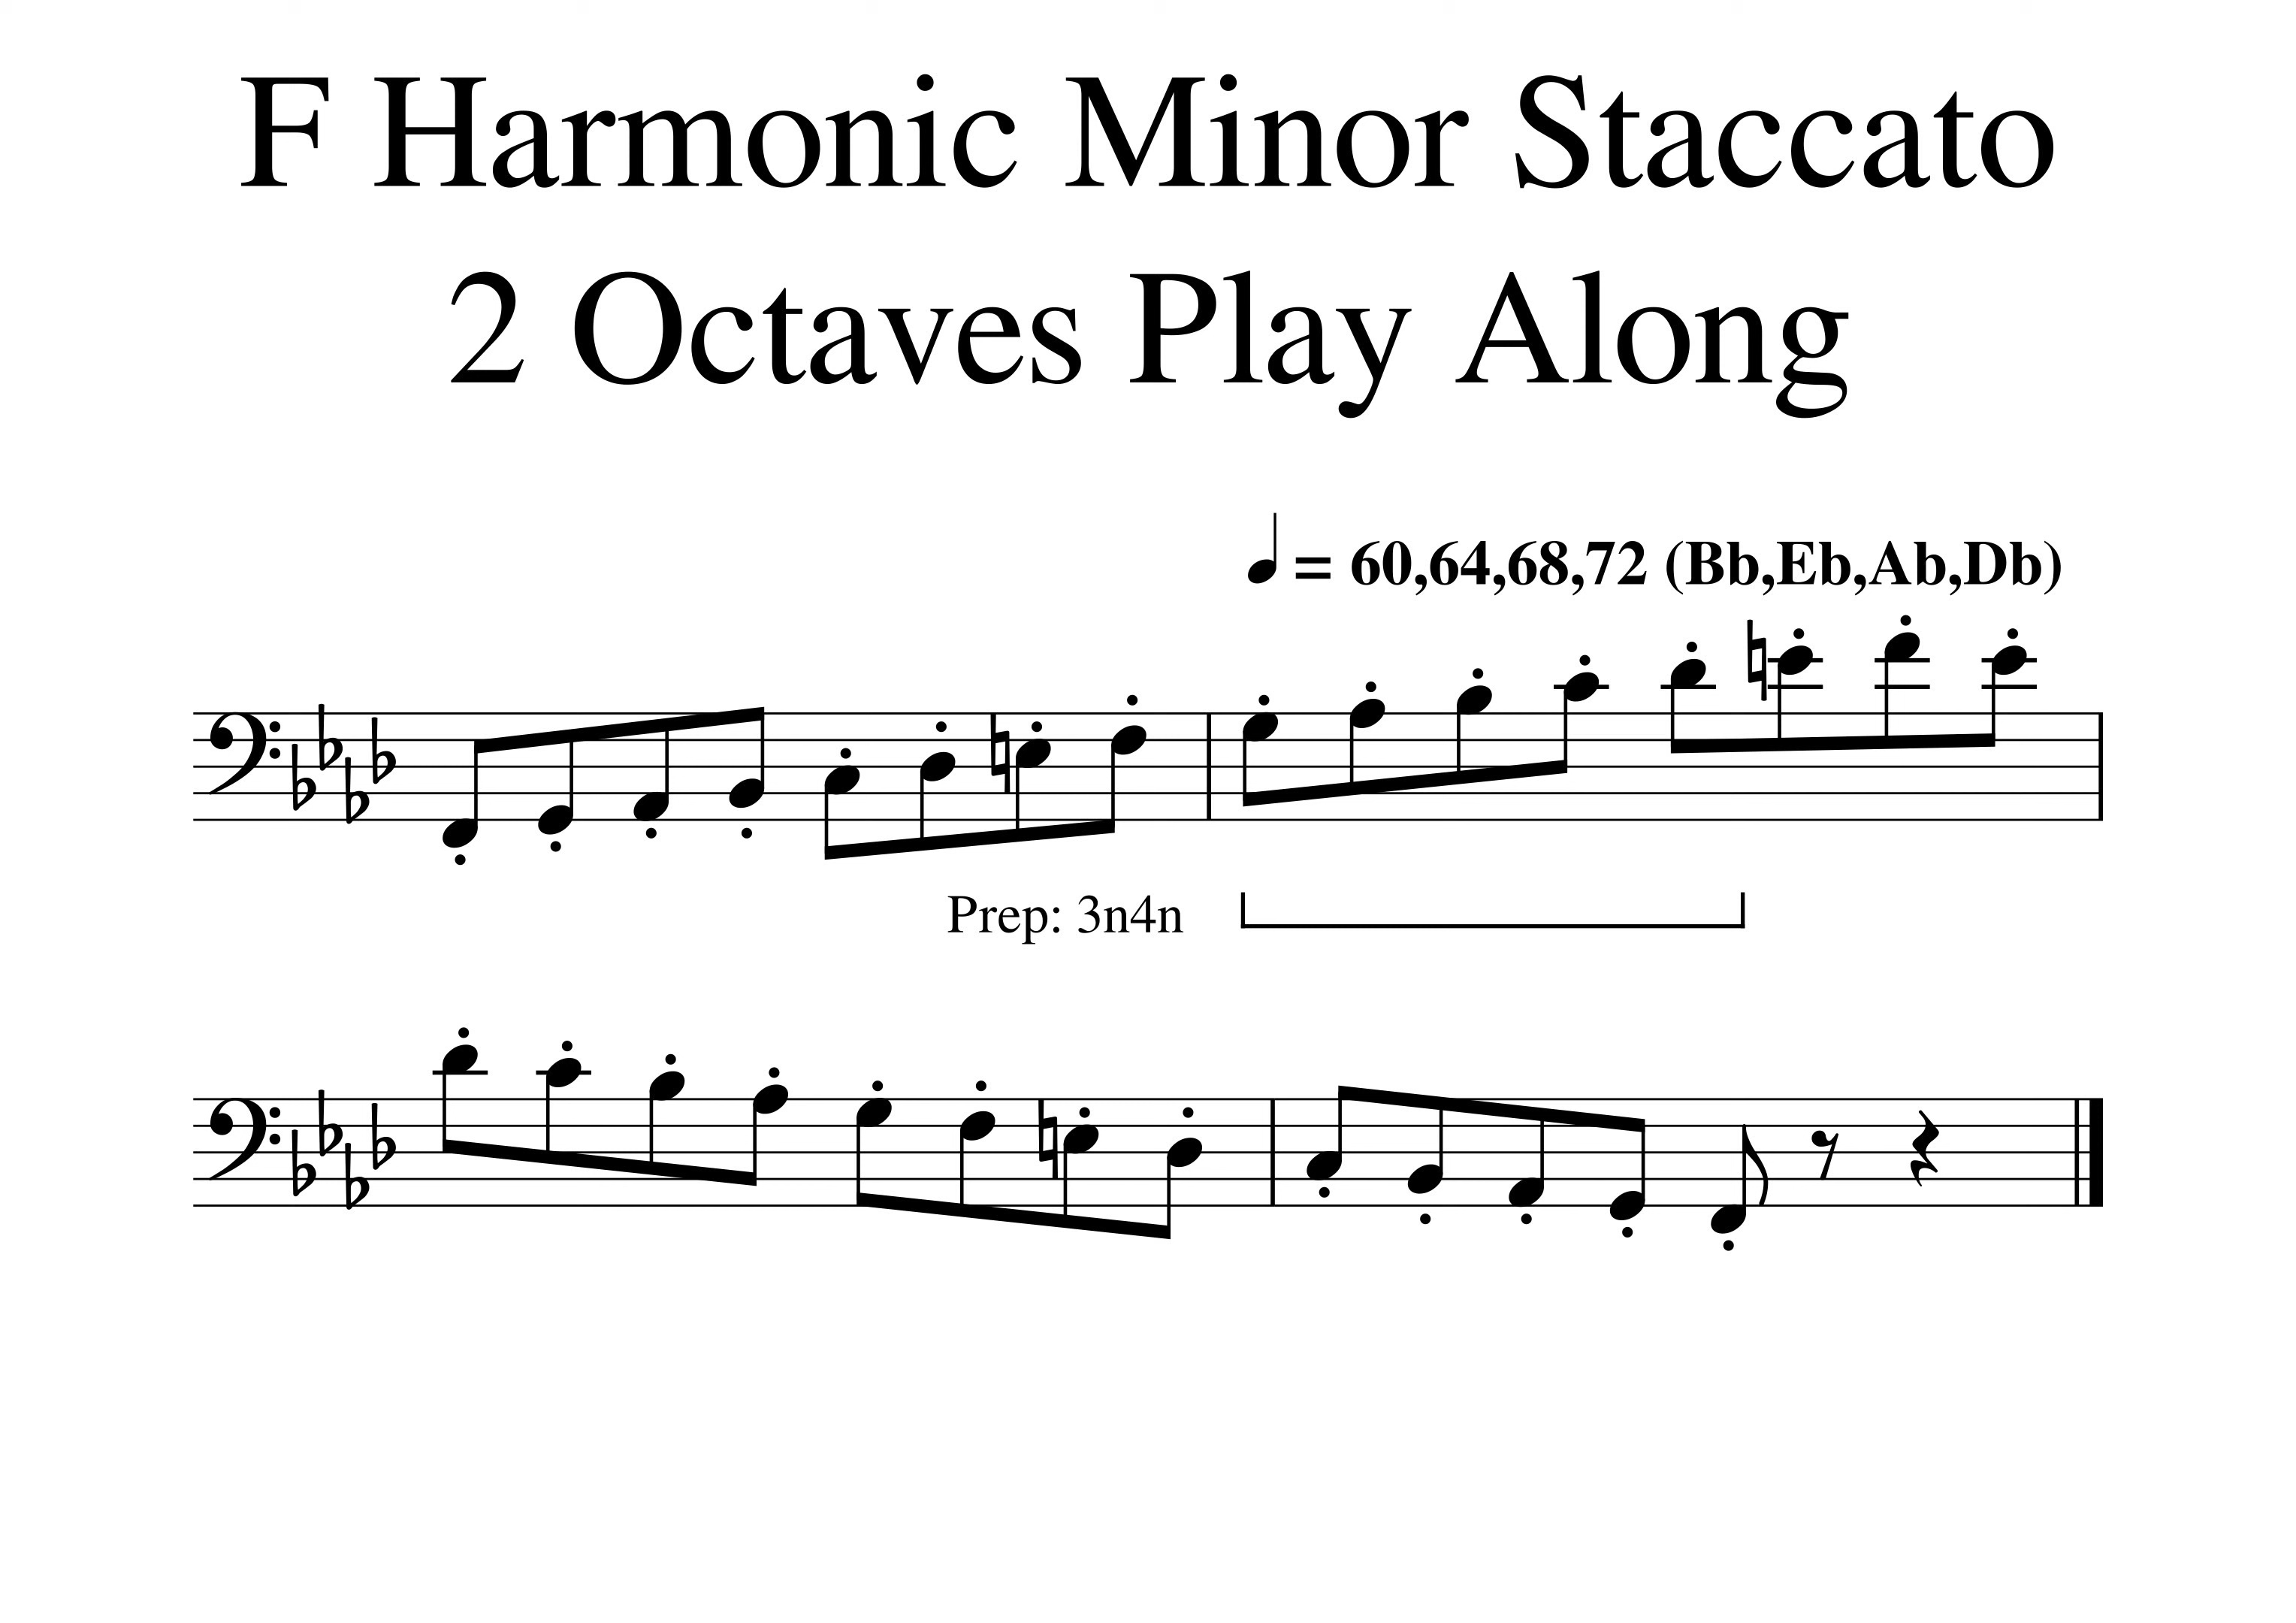 F Harmonic Minor Staccato
2 Octaves Play Along
= 60,64,68,72 (Bb,Eb,Ab,Db)
Prep: 3n4n